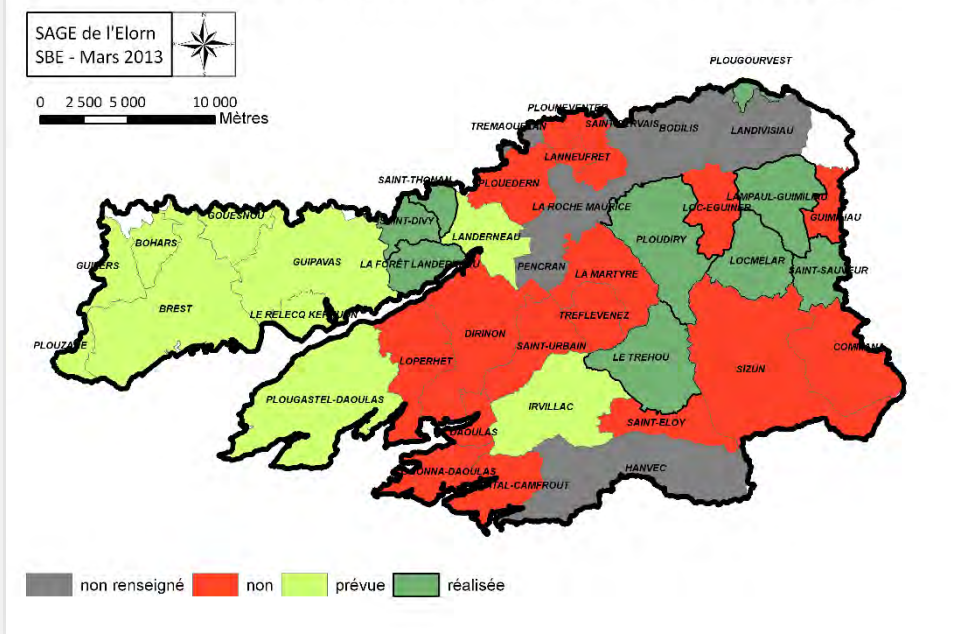 SAGE de l'Elorn
SBE - Mars 2013
0 2 500 5 000 10 000
Mètres
PLOUGOURVEST
PLOUNEVENTER
TREMAOUEZAN
SAINT-SERVAIS
BODILIS
LANDIVISIAU
LANNEUFRET
SAINT-THONAN
PLOUEDERN
LAMPAUL-GUIMILIAU
LA ROCHE MAURICE
LOC-EGUINER
GUIMILIAU
GOUESNOU
SAINT-DIVY
BOHARS
LANDERNEAU
PLOUDIRY
GUIPAVAS
LA FORÊT LANDERNEAU
PENCRAN
LOCMELAR
GUILERS
LA MARTYRE
SAINT-SAUVEUR
BREST
LE RELECQ KERHUON
TREFLEVENEZ
DIRINON
PLOUZANE
SAINT-URBAIN
COMMANA
LOPERHET
LE TREHOU
SIZUN
PLOUGASTEL-DAOULAS
IRVILLAC
SAINT-ELOY
DAOULAS
HANVEC
non renseigné non prévue réalisée